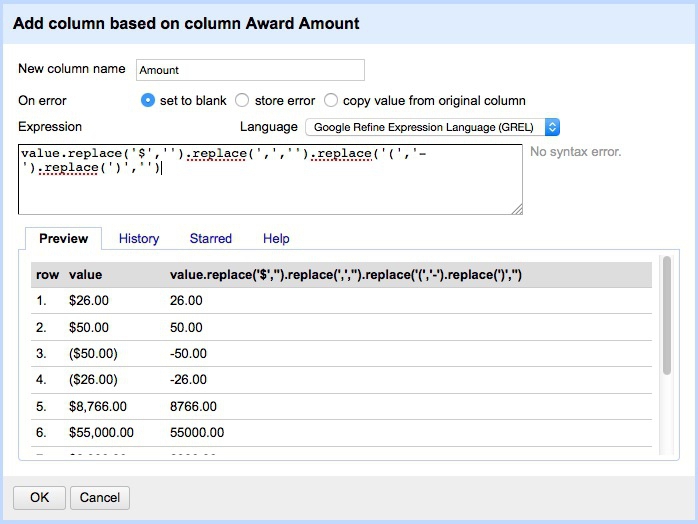 Add column based on column Award Amount
New column name Amount
On error set to blank store error copy value from original column
Expression Language Google Refine Expression Language (GREL)
value.replace('$','').replace(',','').replace('(','-
').replace(')','')
No syntax error.
Preview History Starred Help
row value value.replace('$','').replace(',','').replace('(','-').replace(')','')
1. $26.00 26.00
2. $50.00 50.00
3. ($50.00) -50.00
4. ($26.00) -26.00
5. $8,766.00 8766.00
6. $55,000.00 55000.00
OK Cancel